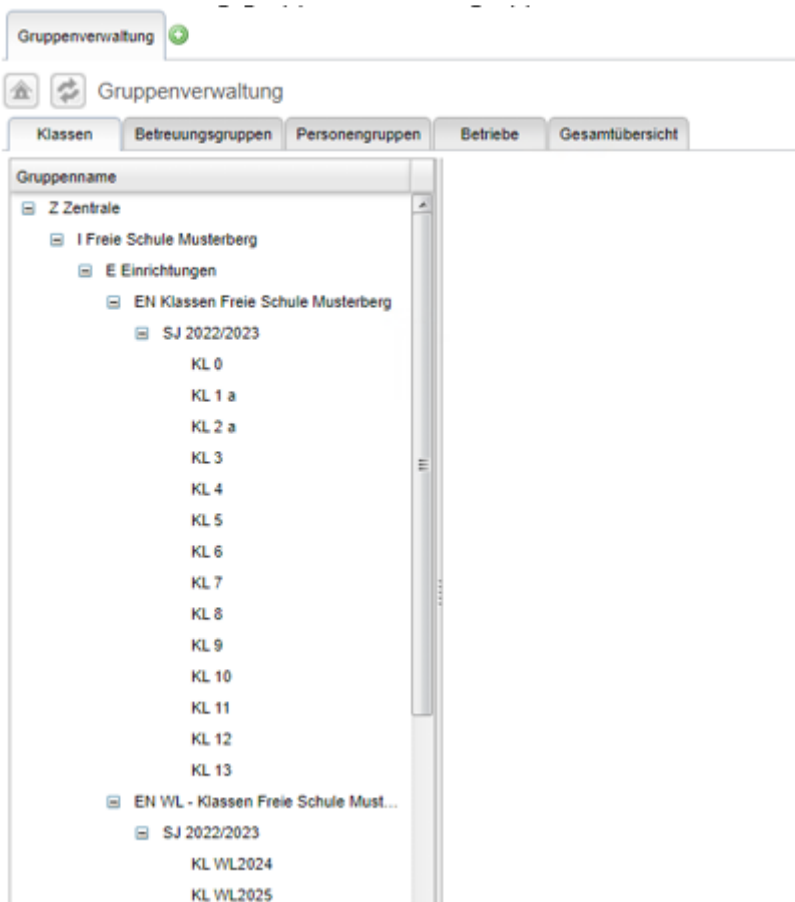 Gruppenverwaltung
Gruppenverwaltung
Klassen Betreuungsgruppen Personengruppen Betriebe Gesamtübersicht
Gruppenname
Z Zentrale
I Freie Schule Musterberg
E Einrichtungen
EN Klassen Freie Schule Musterberg
SJ 2022/2023
KL 0
KL 1 a
KL 2 a
KL 3
KL 4
KL 5
KL 6
KL 7
KL 8
KL 9
KL 10
KL 11
KL 12
KL 13
EN WL - Klassen Freie Schule Must...
SJ 2022/2023
KL WL2024
KL WL2025